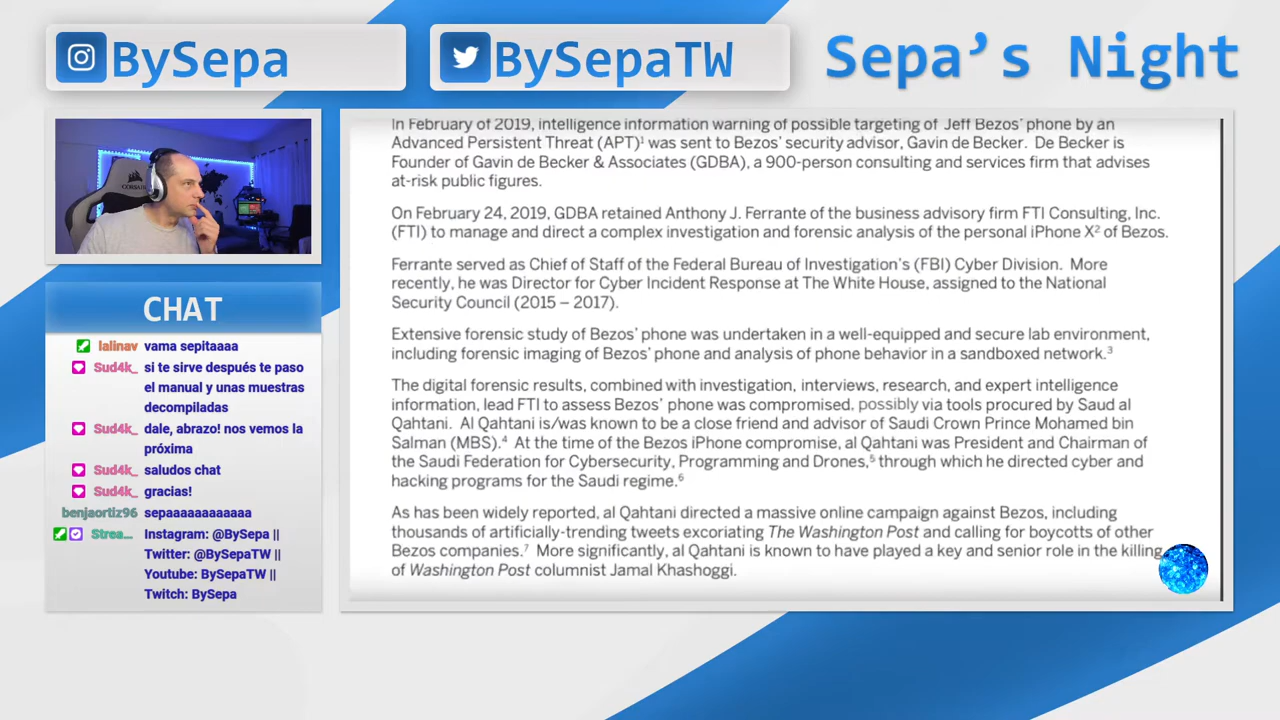 BySepa
BySepaTW
Sepa's Night
In February of 2019, intelligence information warning of possible targeting of Jeff Bezos' phone by an
Advanced Persistent Threat (APT)¹ was sent to Bezos' security advisor, Gavin de Becker. De Becker is
Founder of Gavin de Becker & Associates (GDBA), a 900-person consulting and services firm that advises
at-risk public figures.
On February 24, 2019, GDBA retained Anthony J. Ferrante of the business advisory firm FTI Consulting, Inc.
(FTI) to manage and direct a complex investigation and forensic analysis of the personal iPhone X² of Bezos.
Ferrante served as Chief of Staff of the Federal Bureau of Investigation's (FBI) Cyber Division. More
recently, he was Director for Cyber Incident Response at The White House, assigned to the National
Security Council (2015 – 2017).
Extensive forensic study of Bezos' phone was undertaken in a well-equipped and secure lab environment,
including forensic imaging of Bezos' phone and analysis of phone behavior in a sandboxed network.³
The digital forensic results, combined with investigation, interviews, research, and expert intelligence
information, lead FTI to assess Bezos' phone was compromised, possibly via tools procured by Saud al
Qahtani. Al Qahtani is/was known to be a close friend and advisor of Saudi Crown Prince Mohamed bin
Salman (MBS).⁴ At the time of the Bezos iPhone compromise, al Qahtani was President and Chairman of
the Saudi Federation for Cybersecurity, Programming and Drones,⁵ through which he directed cyber and
hacking programs for the Saudi regime.⁶
As has been widely reported, al Qahtani directed a massive online campaign against Bezos, including
thousands of artificially-trending tweets excoriating The Washington Post and calling for boycotts of other
Bezos companies.⁷ More significantly, al Qahtani is known to have played a key and senior role in the killing
of Washington Post columnist Jamal Khashoggi.
CORSAIR
CHAT
lalinav vama sepitaaaa
Sud4k_ si te sirve después te paso
el manual y unas muestras
decompiladas
Sud4k_ dale, abrazo! nos vemos la
próxima
Sud4k_ saludos chat
Sud4k_ gracias!
benjaortiz96 sepaaaaaaaaaaa
Strea... Instagram: @BySepa ||
Twitter: @BySepaTW ||
Youtube: BySepaTW ||
Twitch: BySepa